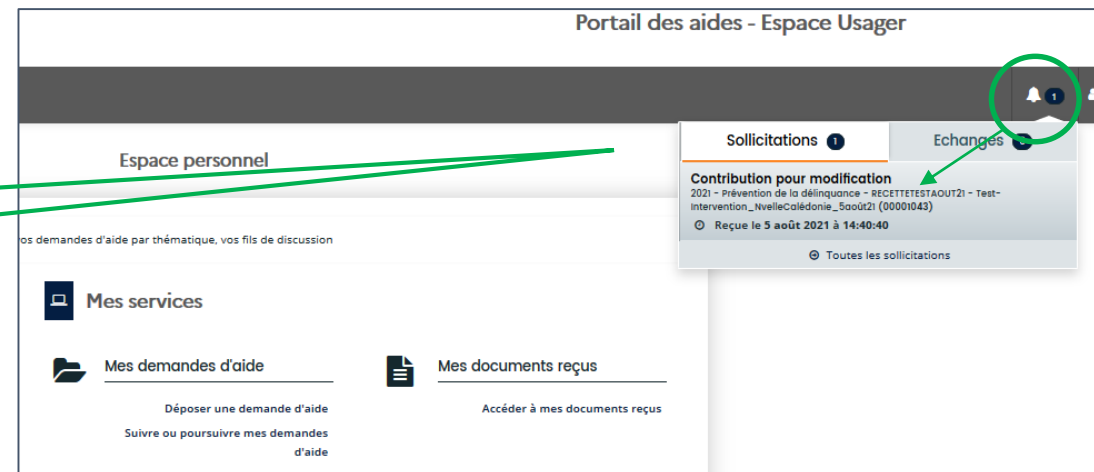 Portail des aides - Espace Usager
1
Sollicitations 1
Echanges
Contribution pour modification
2021 - Prévention de la délinquance - RECETTETESTAOUT21 - Test-
Intervention_NvelleCalédonie_5août21 (00001043)
Reçue le 5 août 2021 à 14:40:40
Toutes les sollicitations
Espace personnel
vos demandes d'aide par thématique, vos fils de discussion
Mes services
Mes demandes d'aide
Déposer une demande d'aide
Suivre ou poursuivre mes demandes
d'aide
Mes documents reçus
Accéder à mes documents reçus